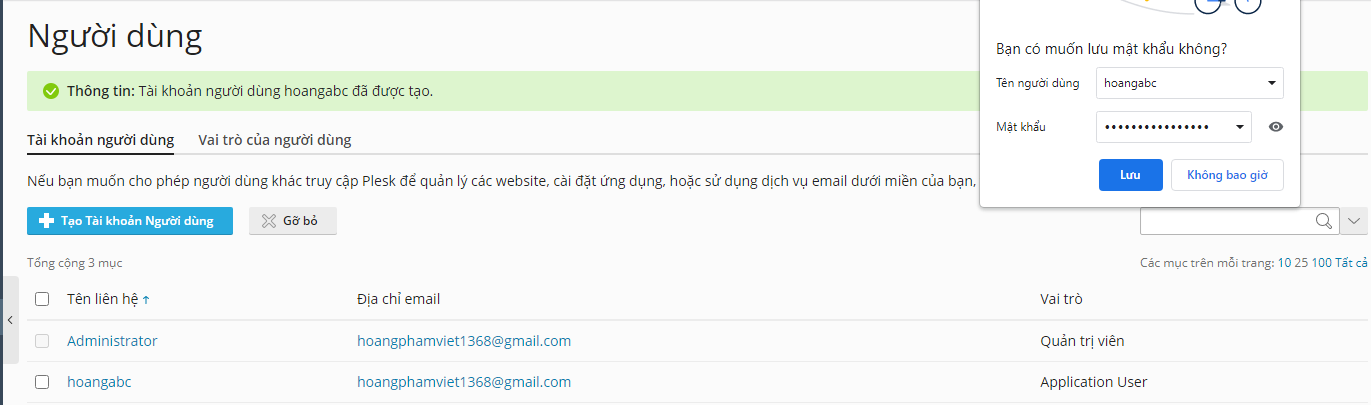 Người dùng
Thông tin: Tài khoản người dùng hoangabc đã được tạo.
Tài khoản người dùng
Vai trò của người dùng
Nếu bạn muốn cho phép người dùng khác truy cập Plesk để quản lý các website, cài đặt ứng dụng, hoặc sử dụng dịch vụ email dưới miền của bạn,
Tạo Tài khoản Người dùng
Gỡ bỏ
Bạn có muốn lưu mật khẩu không?
Tên người dùng
hoangabc
Mật khẩu
••••••••••••••••
Lưu
Không bao giờ
Tổng cộng 3 mục
Các mục trên mỗi trang: 10 25 100 Tất cả
Tên liên hệ ↑
Địa chỉ email
Vai trò
Administrator
hoangphamviet1368@gmail.com
Quản trị viên
hoangabc
hoangphamviet1368@gmail.com
Application User